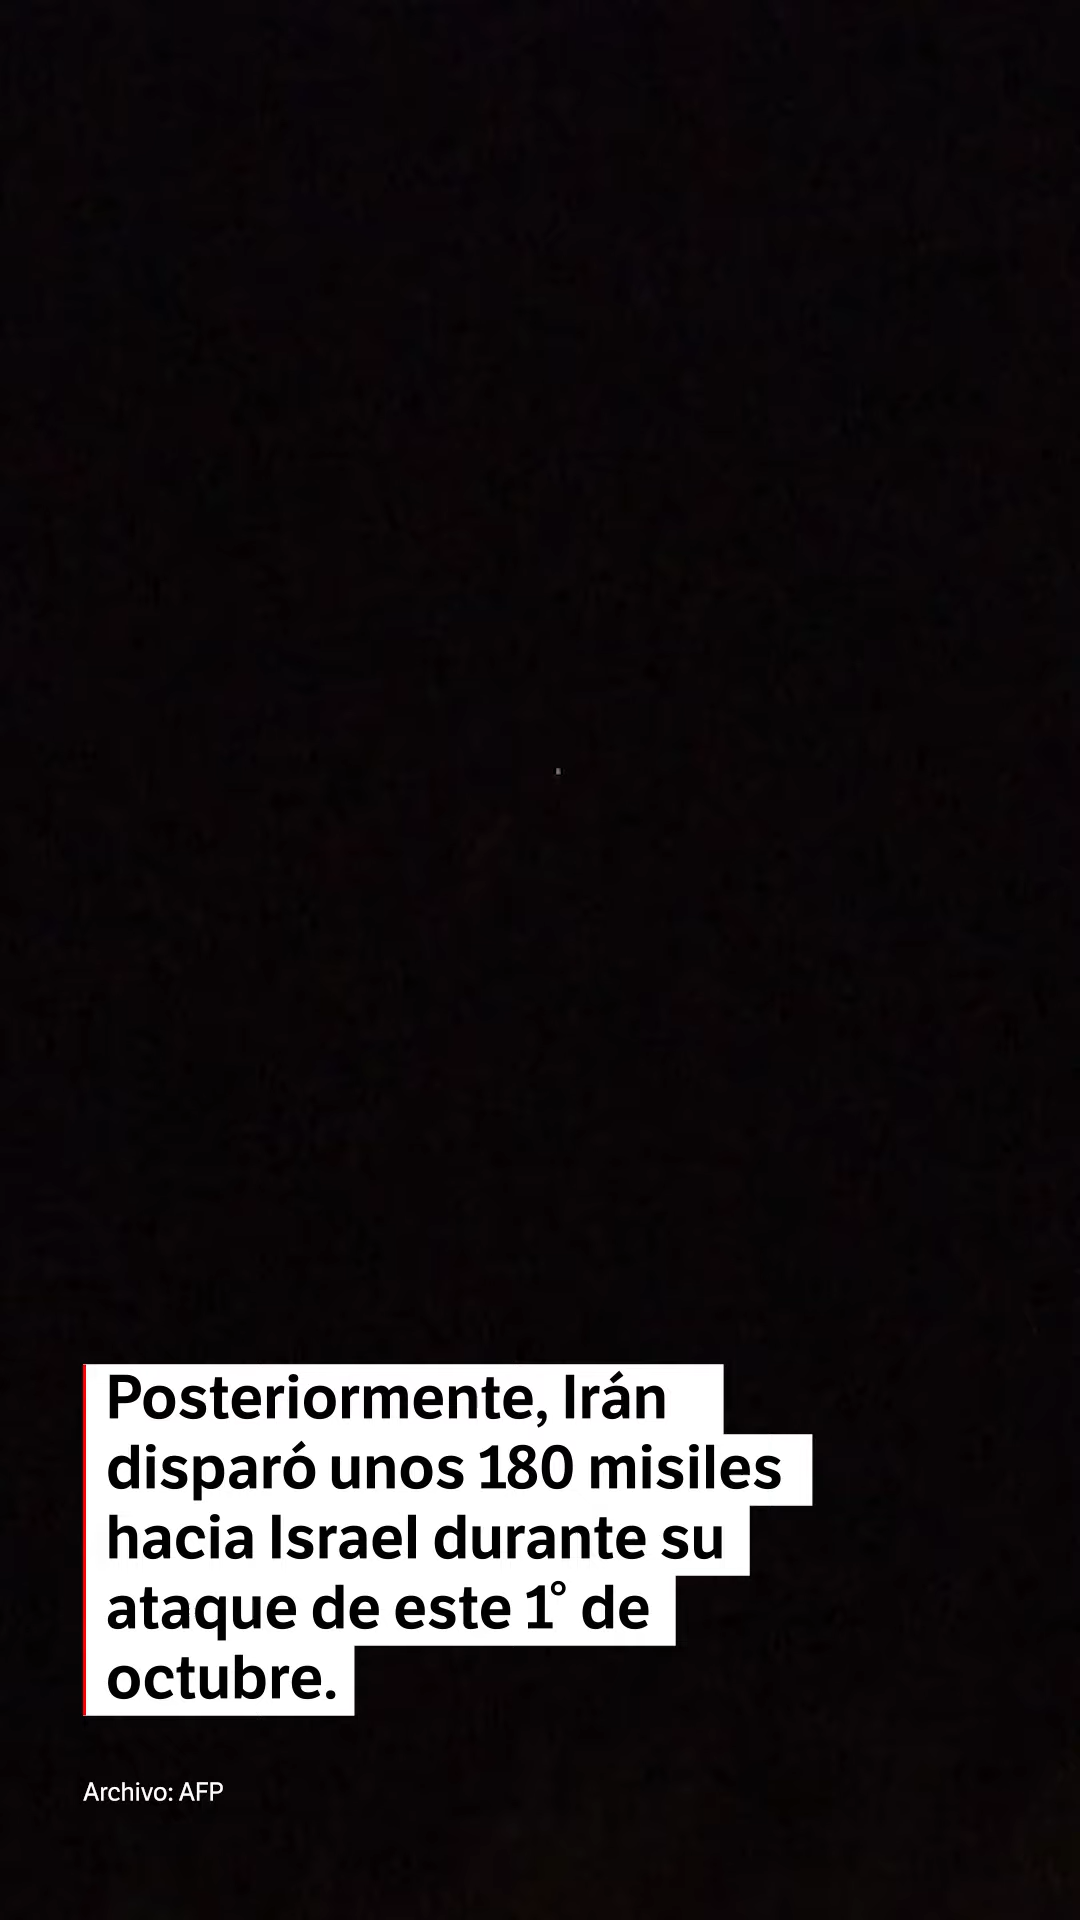 Posteriormente, Irán
disparó unos 180 misiles
hacia Israel durante su
ataque de este 1° de
octubre.
Archivo: AFP